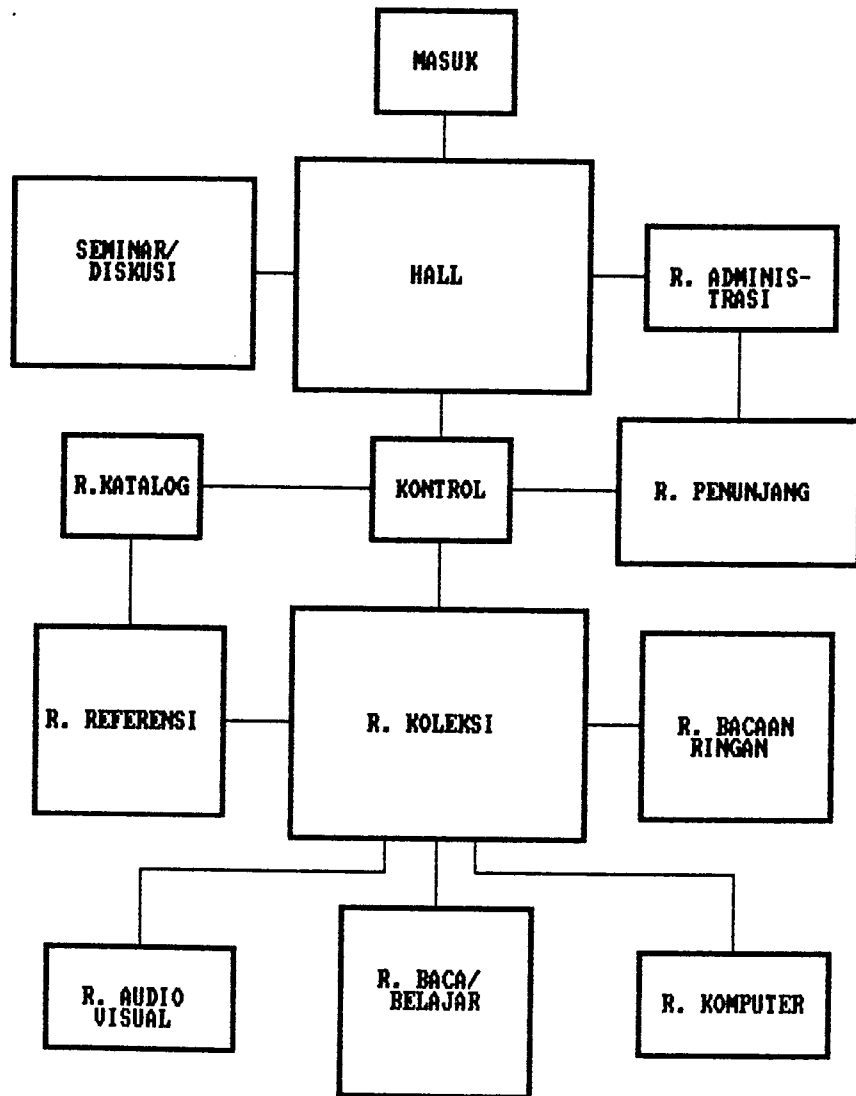 MASUK
SEMINAR/
DISKUSI
HALL
R. ADMINIS-
TRASI
R.KATALOG
KONTROL
R. PENUNJANG
R. REFERENSI
R. KOLEKSI
R. BACAAN
RINGAN
R. AUDIO
VISUAL
R. BACA/
BELAJAR
R. KOMPUTER